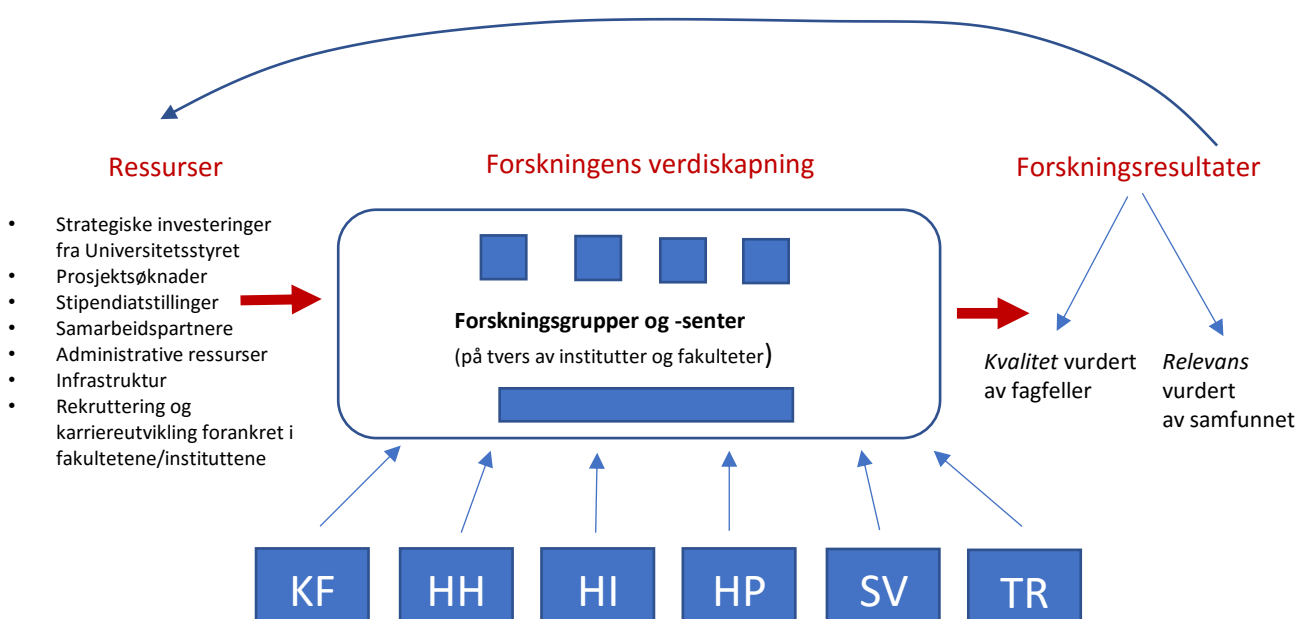 Ressurser
• Strategiske investeringer
fra Universitetsstyret
• Prosjektsøknader
• Stipendiatstillinger
• Samarbeidspartnere
• Administrative ressurser
• Infrastruktur
• Rekruttering og
karriereutvikling forankret i
fakultetene/instituttene
Forskningens verdiskapning
Forskningsgrupper og -senter
(på tvers av institutter og fakulteter)
Forskningsresultater
Kvalitet vurdert
av fagfeller
Relevans
vurdert
av samfunnet
KF
HH
HI
HP
SV
TR